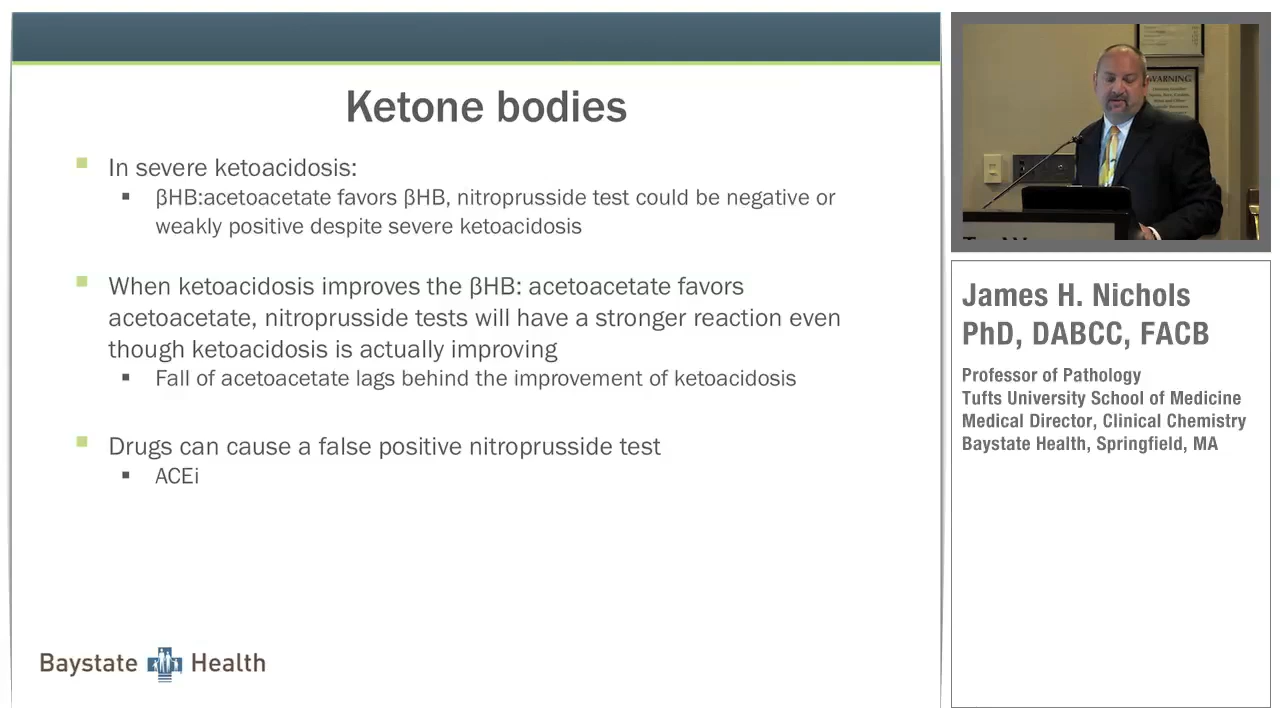 Ketone bodies
In severe ketoacidosis:
βHB:acetoacetate favors βHB, nitroprusside test could be negative or
weakly positive despite severe ketoacidosis
When ketoacidosis improves the βHB: acetoacetate favors
acetoacetate, nitroprusside tests will have a stronger reaction even
though ketoacidosis is actually improving
Fall of acetoacetate lags behind the improvement of ketoacidosis
Drugs can cause a false positive nitroprusside test
ACEi
Baystate Health
WARNING
James H. Nichols
PhD, DABCC, FACB
Professor of Pathology
Tufts University School of Medicine
Medical Director, Clinical Chemistry
Baystate Health, Springfield, MA